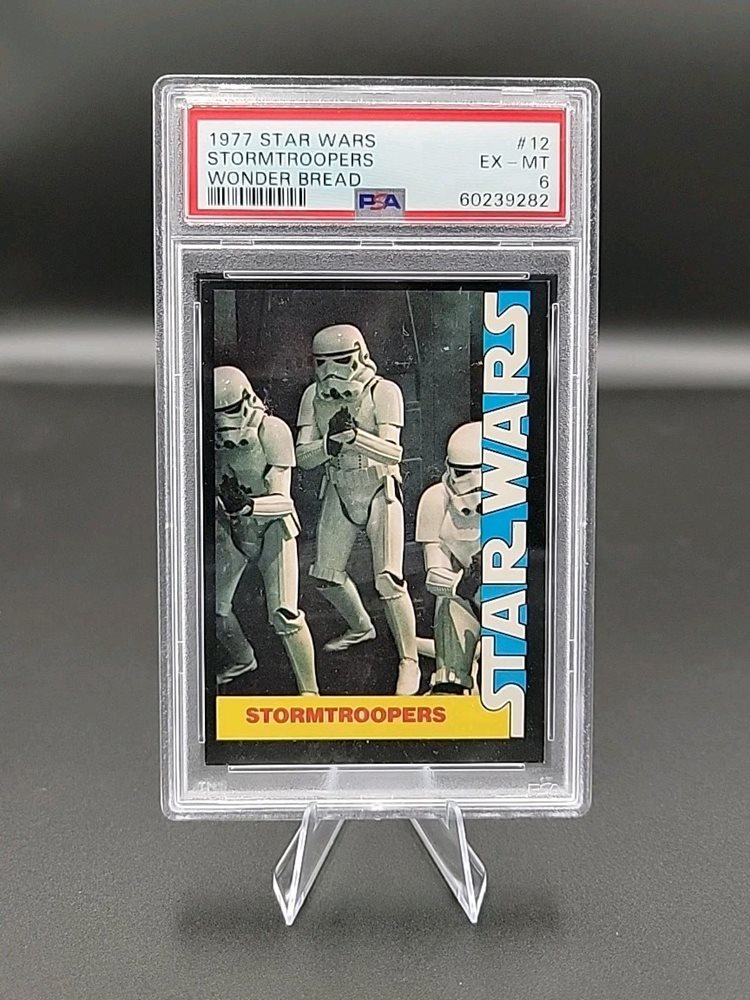 1977 STAR WARS #12
STORMTROOPERS EX - MT
WONDER BREAD 6
PSA 60239282
STAR WARS
STORMTROOPERS